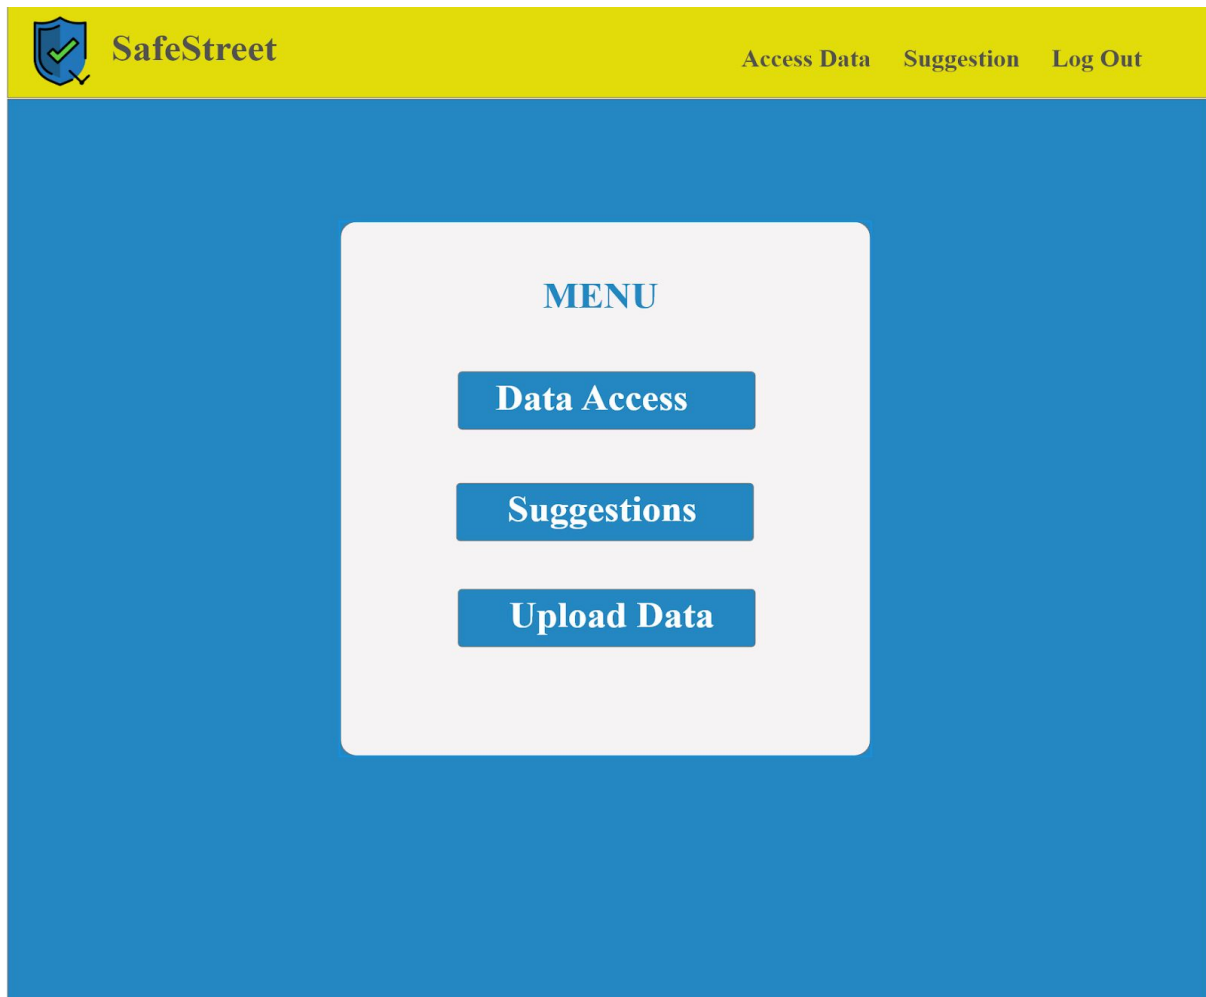 SafeStreet
Access Data Suggestion Log Out
MENU
Data Access
Suggestions
Upload Data